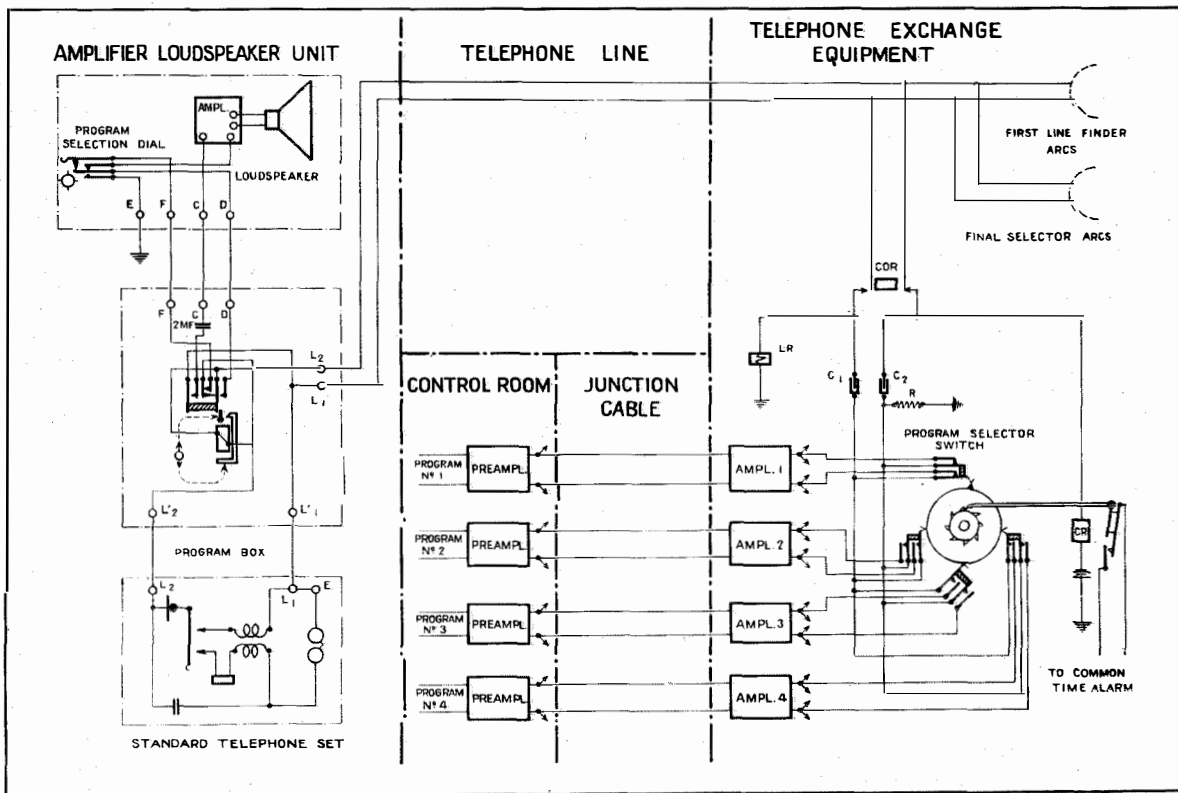 AMPLIFIER LOUDSPEAKER UNIT
AMPL.
PROGRAM
SELECTION DIAL
LOUDSPEAKER
E
F
C
D
F
C
D
2MF
L2
L1
L'2
L'1
PROGRAM BOX
L2
L1
E
STANDARD TELEPHONE SET
TELEPHONE LINE
CONTROL ROOM
JUNCTION
CABLE
PROGRAM
Nº 1
PREAMPL.
PROGRAM
Nº 2
PREAMPL.
PROGRAM
Nº 3
PREAMPL.
PROGRAM
Nº 4
PREAMPL.
TELEPHONE EXCHANGE
EQUIPMENT
FIRST LINE FINDER
ARCS
FINAL SELECTOR ARCS
COR
LR
C1
C2
R
PROGRAM SELECTOR
SWITCH
AMPL. 1
AMPL. 2
AMPL. 3
AMPL. 4
CR
TO COMMON
TIME ALARM